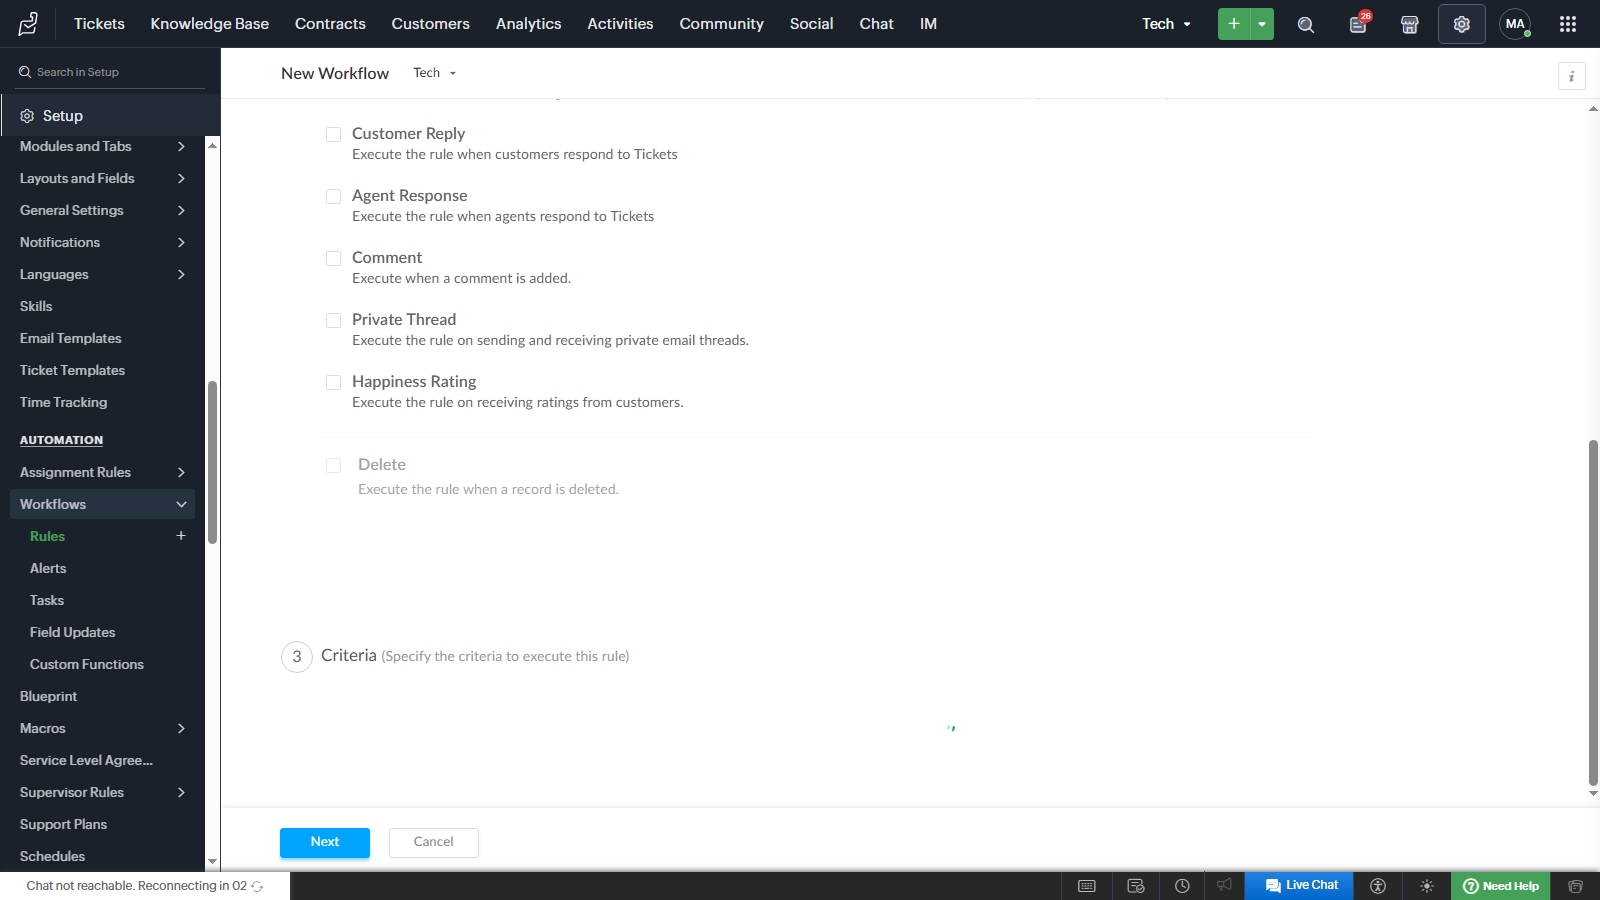 Tickets
Knowledge Base
Contracts
Customers
Analytics
Activities
Community
Social
Chat
IM
Tech
26
MA
Search in Setup
Setup
Modules and Tabs
Layouts and Fields
General Settings
Notifications
Languages
Skills
Email Templates
Ticket Templates
Time Tracking
AUTOMATION
Assignment Rules
Workflows
Rules
Alerts
Tasks
Field Updates
Custom Functions
Blueprint
Macros
Service Level Agree...
Supervisor Rules
Support Plans
Schedules
New Workflow
Tech
i
Customer Reply
Execute the rule when customers respond to Tickets
Agent Response
Execute the rule when agents respond to Tickets
Comment
Execute when a comment is added.
Private Thread
Execute the rule on sending and receiving private email threads.
Happiness Rating
Execute the rule on receiving ratings from customers.
Delete
Execute the rule when a record is deleted.
3
Criteria (Specify the criteria to execute this rule)
Next
Cancel
Chat not reachable. Reconnecting in 02
Live Chat
Need Help